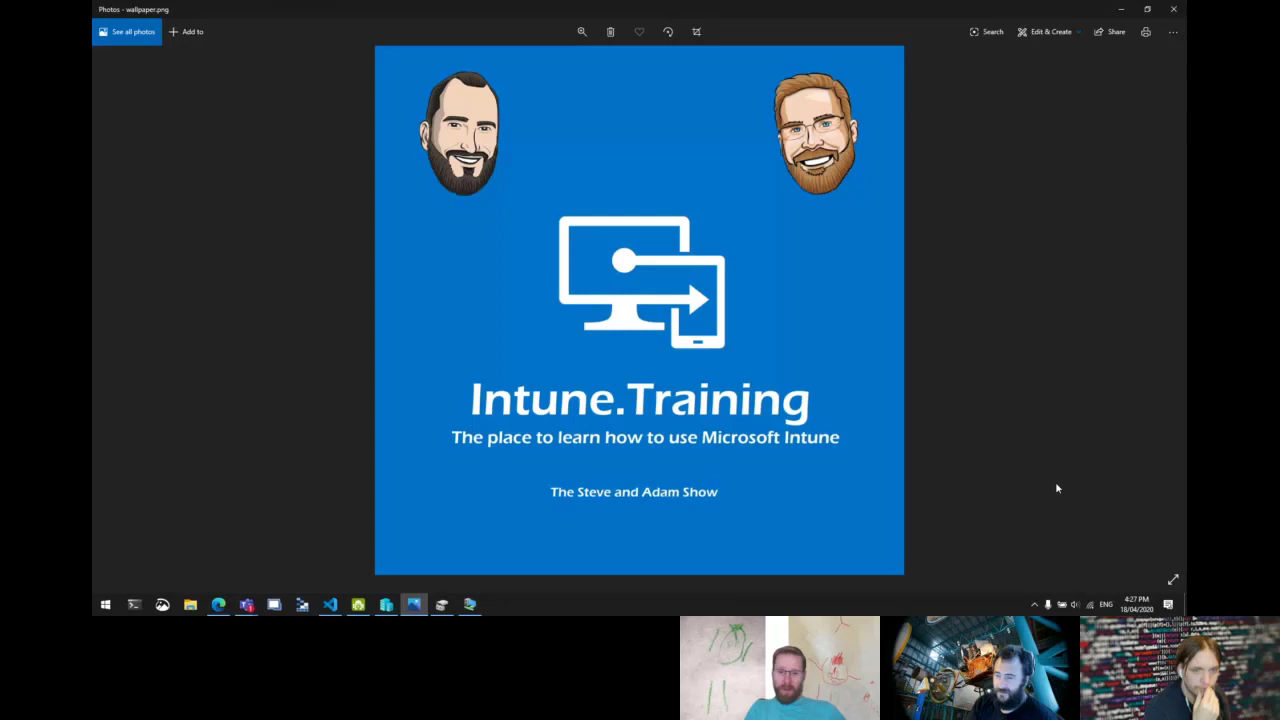 Photos - wallpaper.png
See all photos
Add to
Search
Edit & Create
Share
Intune.Training
The place to learn how to use Microsoft Intune
The Steve and Adam Show
ENG
4:27 PM
18/04/2020